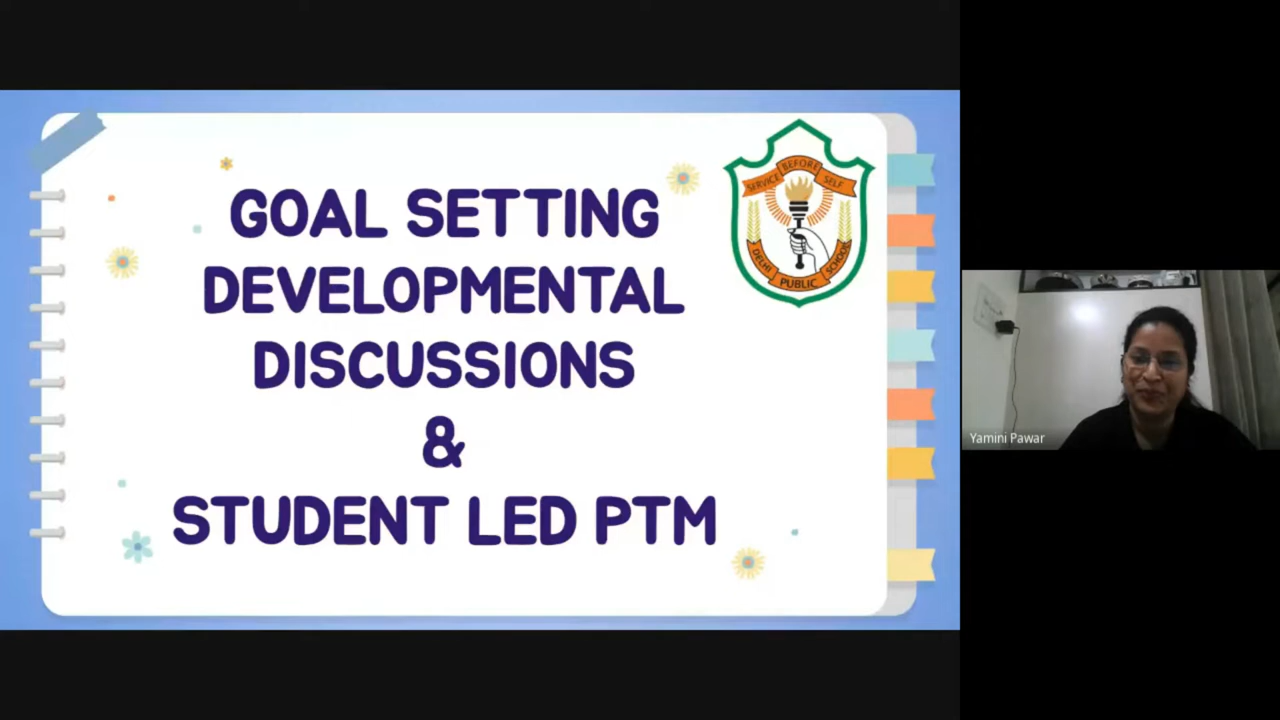 GOAL SETTING
DEVELOPMENTAL
DISCUSSIONS
&
STUDENT LED PTM
SERVICE BEFORE SELF
DELHI PUBLIC SCHOOL
Yamini Pawar